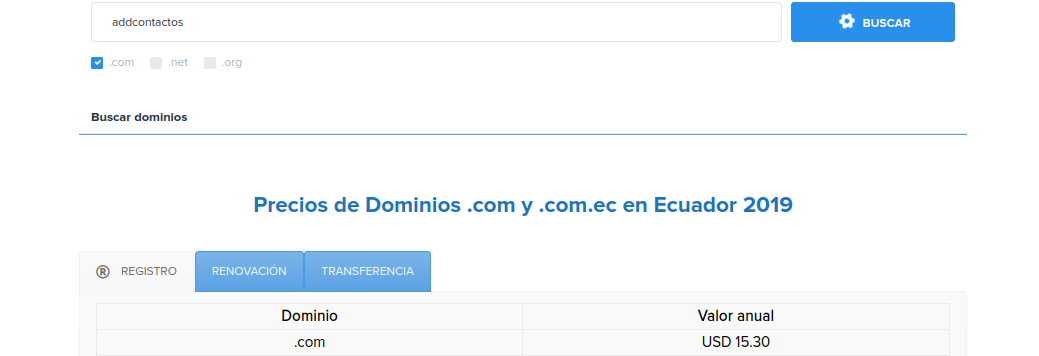 addcontactos
BUSCAR
.com .net .org
Buscar dominios
Precios de Dominios .com y .com.ec en Ecuador 2019
® REGISTRO RENOVACIÓN TRANSFERENCIA
Dominio Valor anual
.com USD 15.30